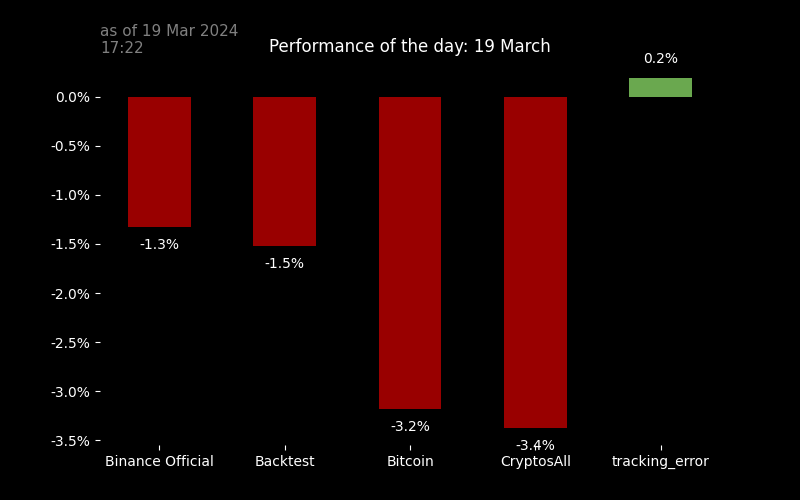 as of 19 Mar 2024
17:22
Performance of the day: 19 March
0.2%
0.0%
-0.5%
-1.0%
-1.5%
-2.0%
-2.5%
-3.0%
-3.5%
-1.3%
-1.5%
-3.2%
-3.4%
Binance Official
Backtest
Bitcoin
CryptosAll
tracking_error